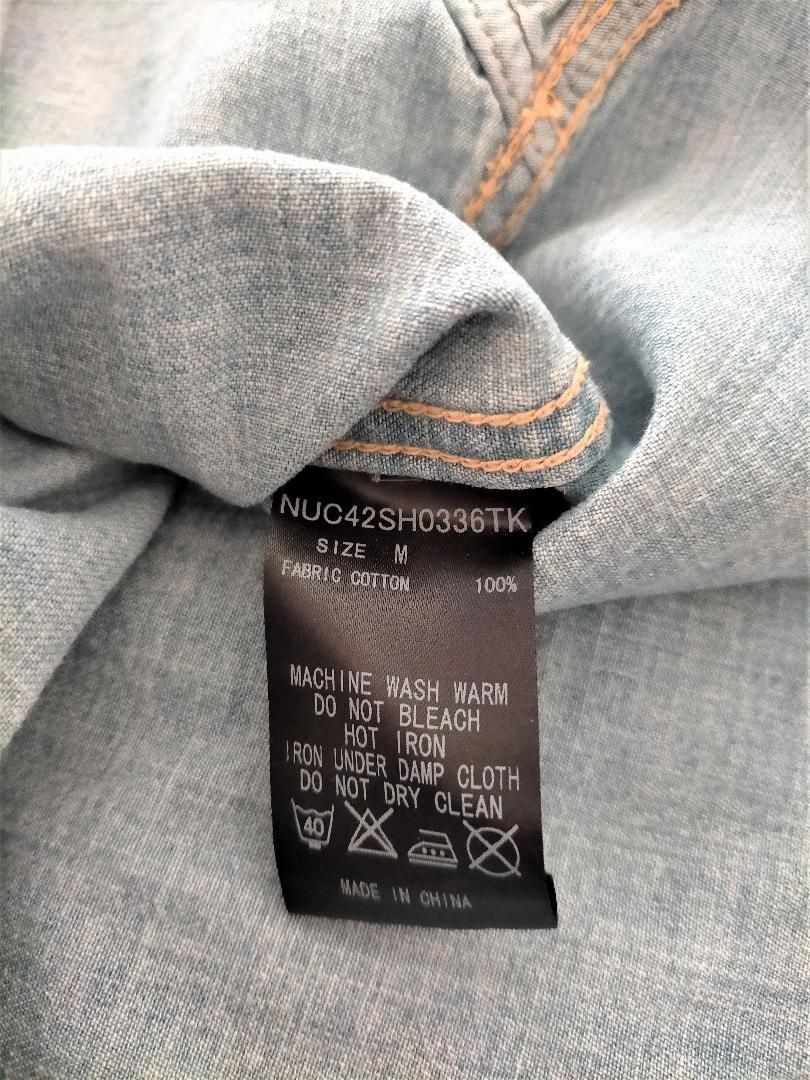 NUC42SH0336TK
SIZE M
FABRIC COTTON 100%
MACHINE WASH WARM
DO NOT BLEACH
HOT IRON
IRON UNDER DAMP CLOTH
DO NOT DRY CLEAN
40
MADE IN CHINA